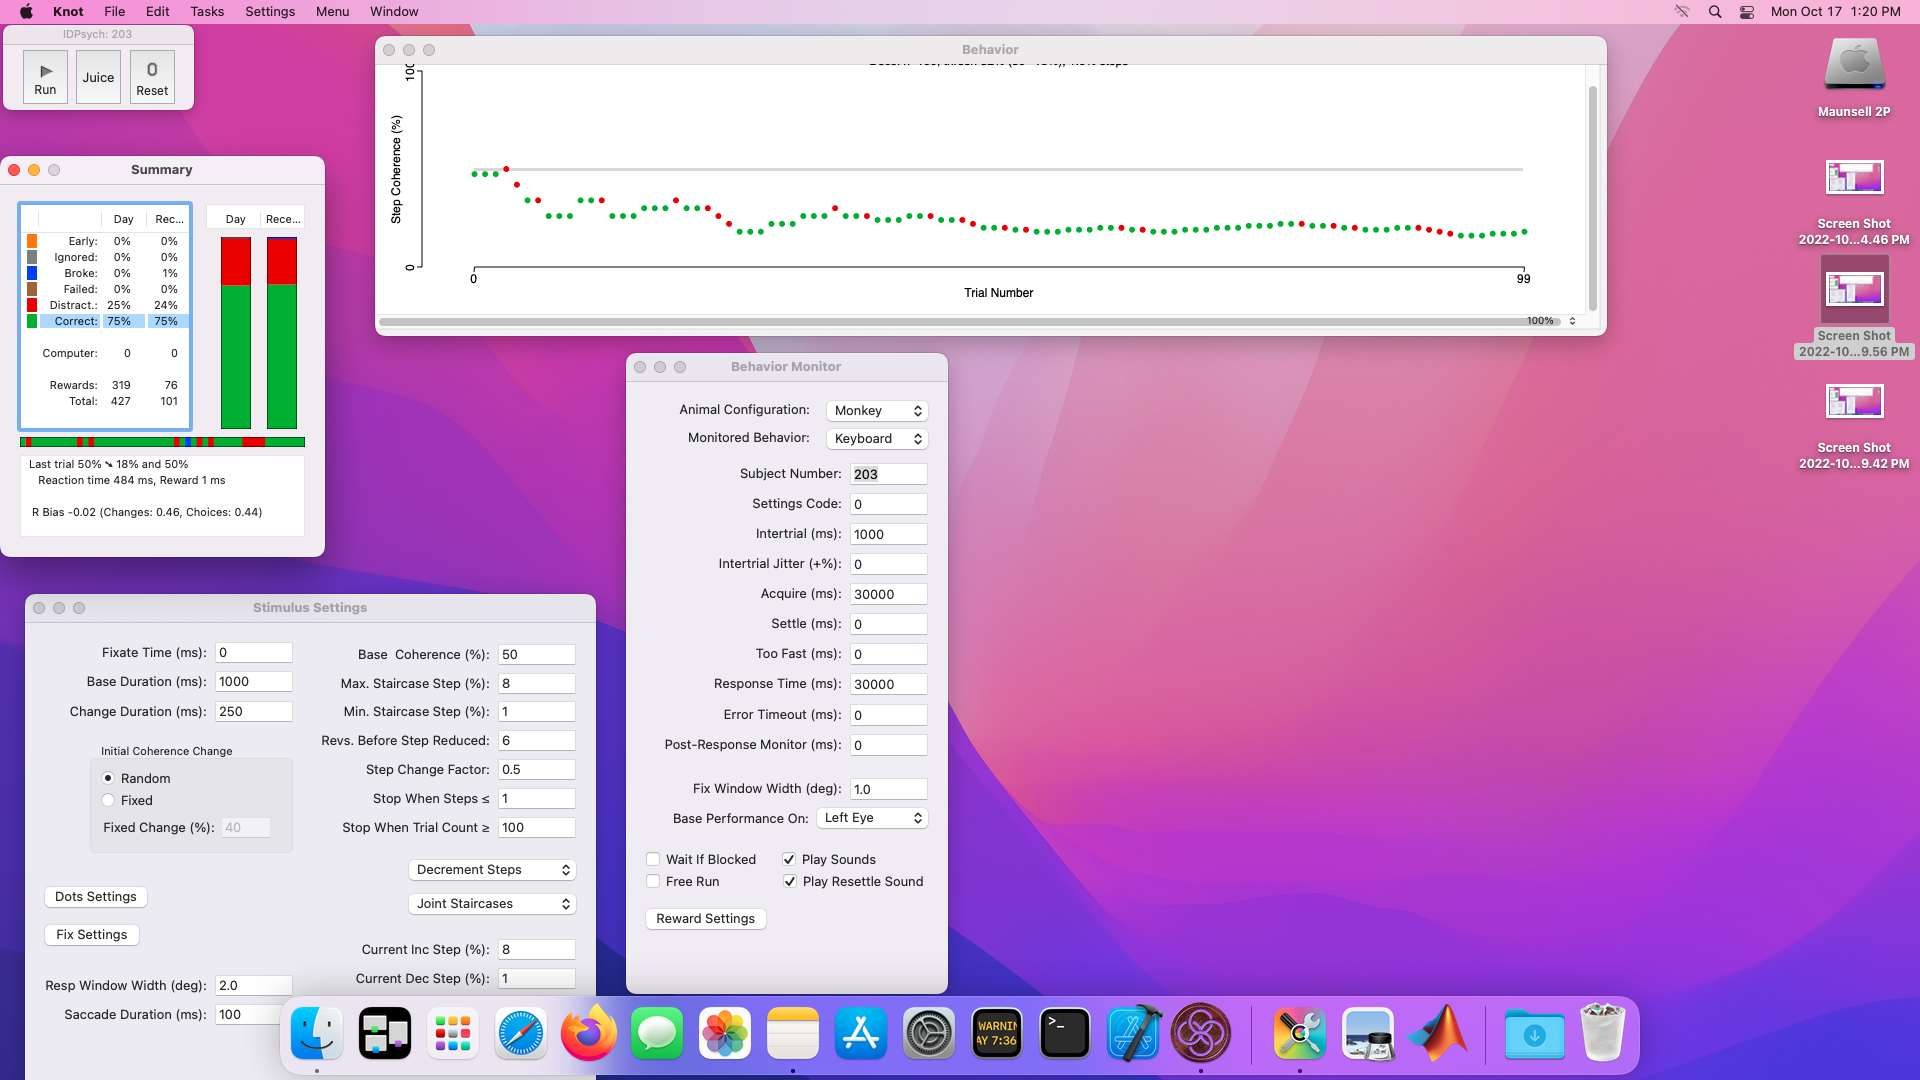 Knot File Edit Tasks Settings Menu Window
Mon Oct 17 1:20 PM
IDPsych: 203
Run
Juice
0
Reset
Summary
Day Rec... Day Rece...
Early: 0% 0%
Ignored: 0% 0%
Broke: 0% 1%
Failed: 0% 0%
Distract.: 25% 24%
Correct: 75% 75%
Computer: 0 0
Rewards: 319 76
Total: 427 101
Last trial 50% ➘ 18% and 50%
Reaction time 484 ms, Reward 1 ms
R Bias -0.02 (Changes: 0.46, Choices: 0.44)
Behavior
Step Coherence (%)
0
0
99
Trial Number
100%
Behavior Monitor
Animal Configuration: Monkey
Monitored Behavior: Keyboard
Subject Number: 203
Settings Code: 0
Intertrial (ms): 1000
Intertrial Jitter (+%): 0
Acquire (ms): 30000
Settle (ms): 0
Too Fast (ms): 0
Response Time (ms): 30000
Error Timeout (ms): 0
Post-Response Monitor (ms): 0
Fix Window Width (deg): 1.0
Base Performance On: Left Eye
Wait If Blocked Play Sounds
Free Run Play Resettle Sound
Reward Settings
Stimulus Settings
Fixate Time (ms): 0
Base Duration (ms): 1000
Change Duration (ms): 250
Initial Coherence Change
Random
Fixed
Fixed Change (%): 40
Dots Settings
Fix Settings
Resp Window Width (deg): 2.0
Saccade Duration (ms): 100
Base Coherence (%): 50
Max. Staircase Step (%): 8
Min. Staircase Step (%): 1
Revs. Before Step Reduced: 6
Step Change Factor: 0.5
Stop When Steps ≤ 1
Stop When Trial Count ≥ 100
Decrement Steps
Joint Staircases
Current Inc Step (%): 8
Current Dec Step (%): 1
Maunsell 2P
Screen Shot
2022-10...4.46 PM
Screen Shot
2022-10...9.56 PM
Screen Shot
2022-10...9.42 PM
WARNIN
AY 7:36
>_